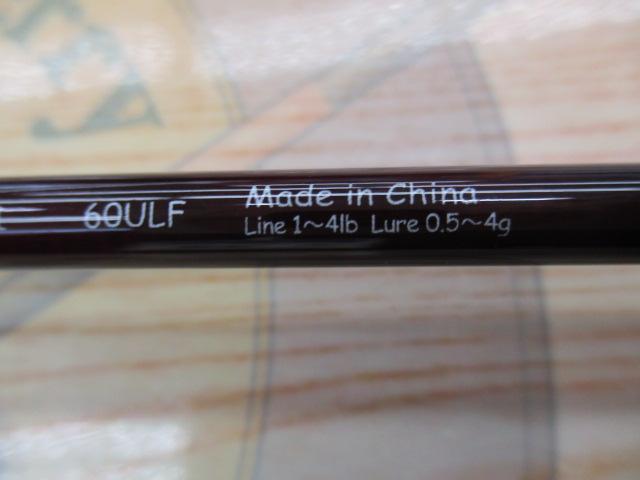 60ULF
Made in China
Line 1~4lb Lure 0.5~4g